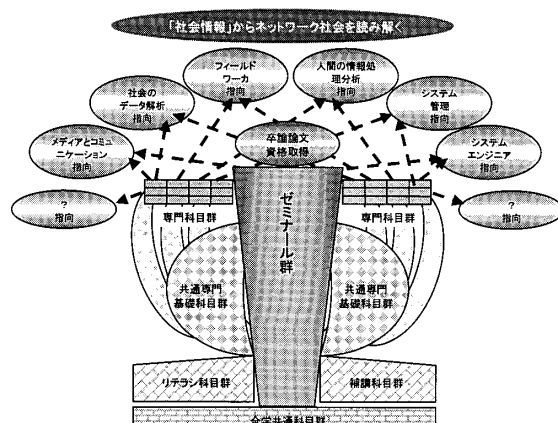 「社会情報」からネットワーク社会を読み解く
フィールド
ワーカ
指向
人間の情報処
理分析
指向
社会の
データ解析
指向
システム
管理
指向
卒論論文
資格取得
メディアとコミュ
ニケーション
指向
システム
エンジニア
指向
?
指向
?
指向
専門科目群
専門科目群
ゼミナール群
共通専門
基礎科目群
共通専門
基礎科目群
リテラシ科目群
補講科目群
全学共通科目群